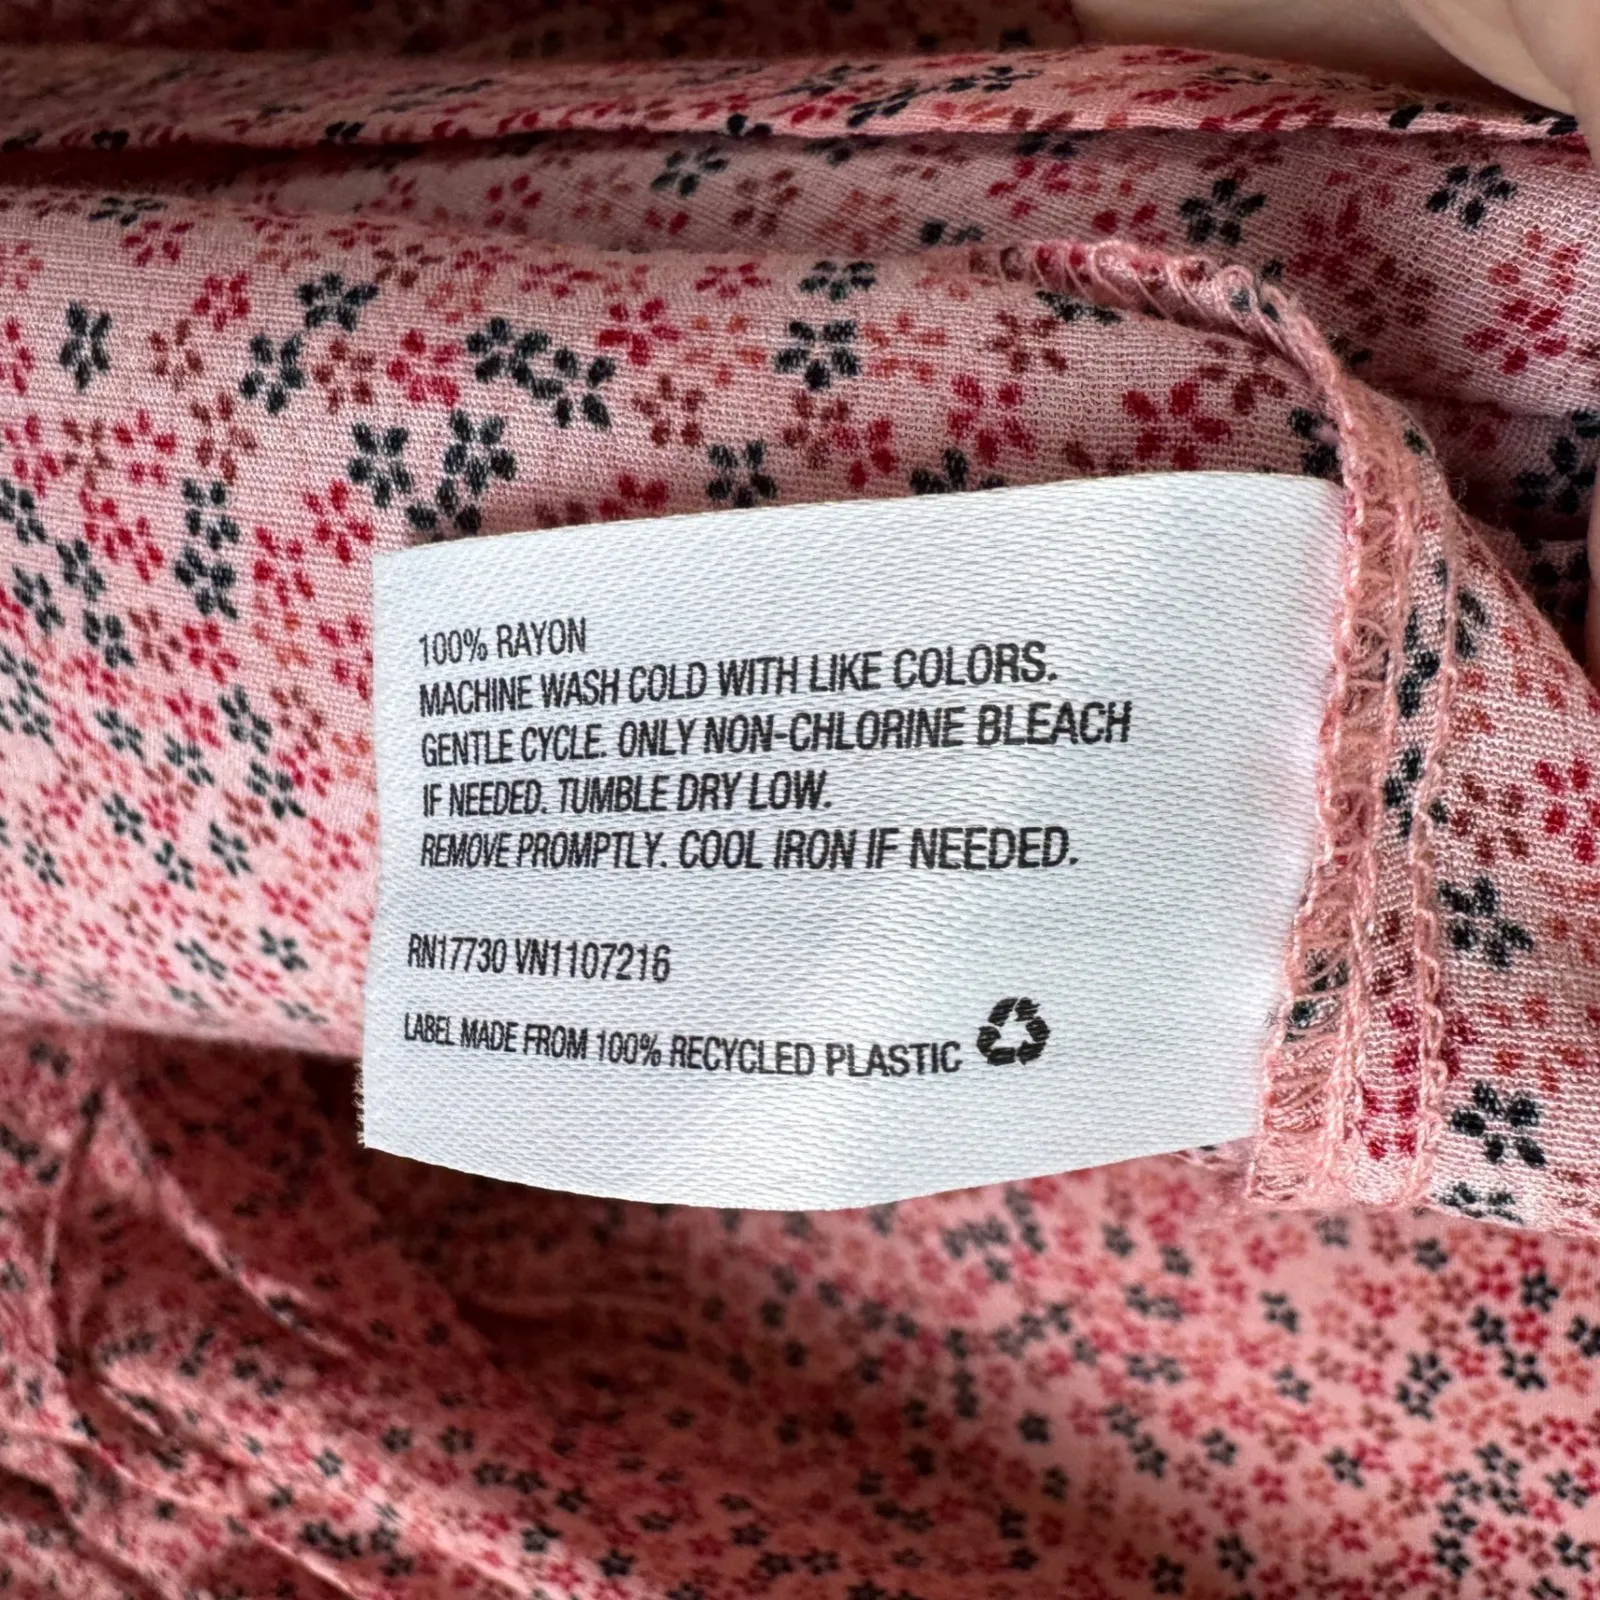 100% RAYON
MACHINE WASH COLD WITH LIKE COLORS.
GENTLE CYCLE. ONLY NON-CHLORINE BLEACH
IF NEEDED. TUMBLE DRY LOW.
REMOVE PROMPTLY. COOL IRON IF NEEDED.
RN17730 VN1107216
LABEL MADE FROM 100% RECYCLED PLASTIC